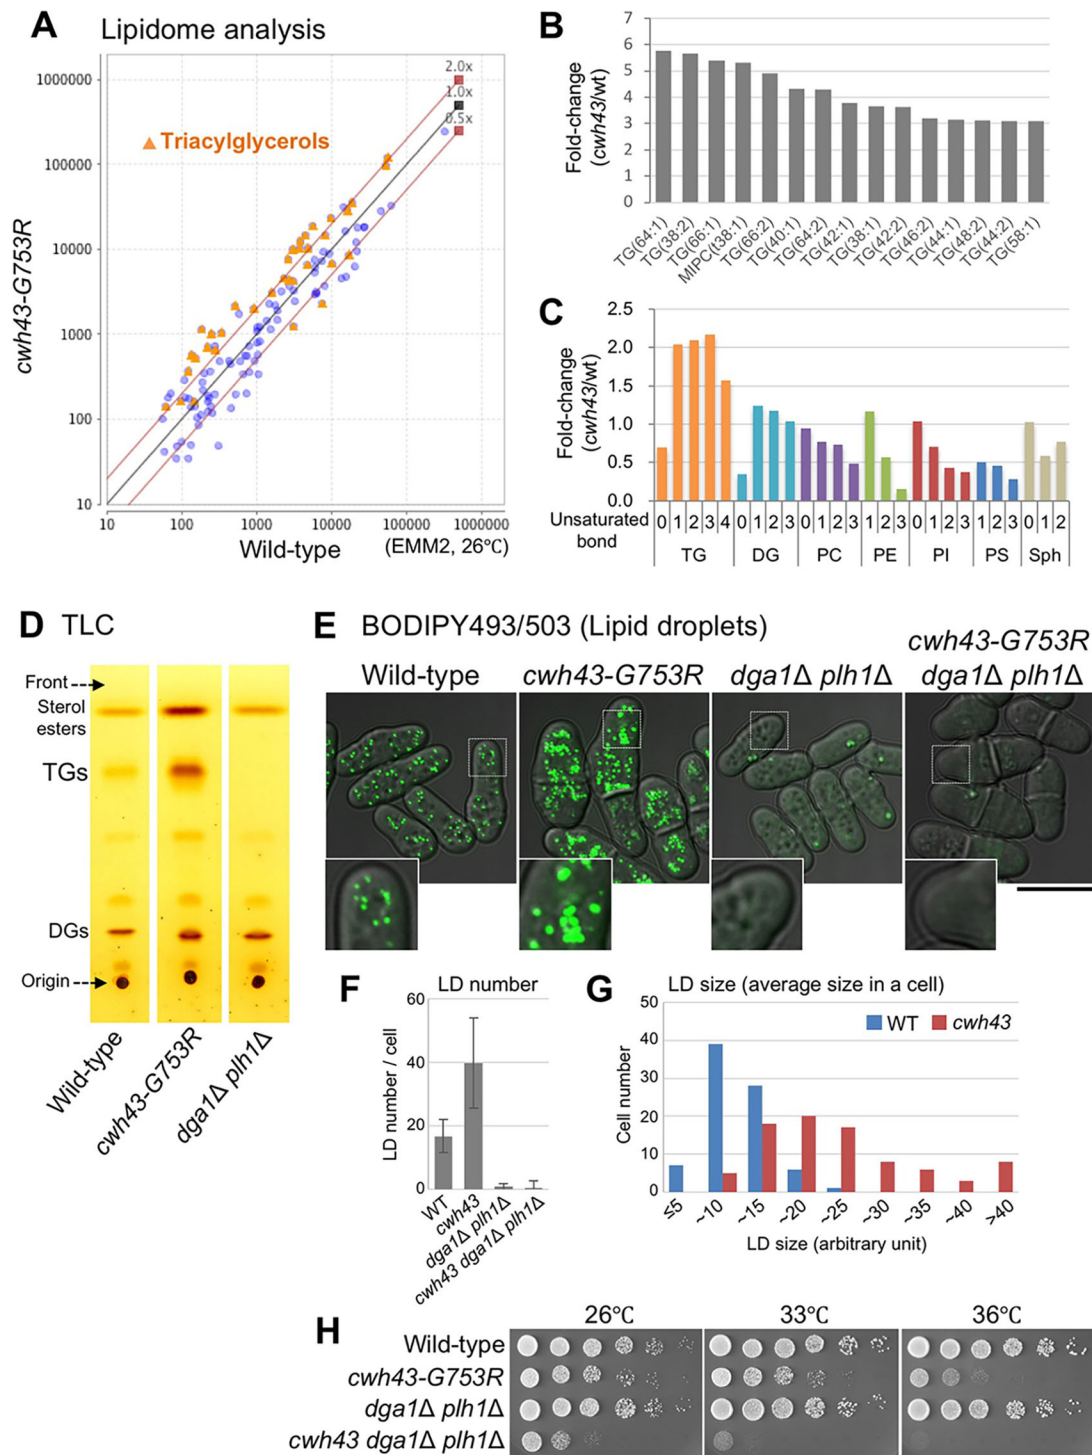 A Lipidome analysis
2.0x
1.0x
0.5x
Triacylglycerols
cwh43-G753R
1000000
100000
10000
1000
100
10
10 100 1000 10000 100000 1000000
Wild-type (EMM2, 26℃)
B
Fold-change
(cwh43/wt)
7
6
5
4
3
2
1
0
TG(64:1)
TG(38:2)
TG(66:1)
MIPC(t38:1)
TG(66:2)
TG(40:1)
TG(64:2)
TG(42:1)
TG(38:1)
TG(42:2)
TG(46:2)
TG(44:1)
TG(48:2)
TG(44:2)
TG(58:1)
C
Fold-change
(cwh43/wt)
2.5
2.0
1.5
1.0
0.5
0.0
Unsaturated
bond
0 1 2 3 4 0 1 2 3 0 1 2 3 1 2 3 0 1 2 3 1 2 3 0 1 2
TG DG PC PE PI PS Sph
D TLC
Front
Sterol
esters
TGs
DGs
Origin
Wild-type
cwh43-G753R
dga1Δ plh1Δ
E BODIPY493/503 (Lipid droplets)
Wild-type
cwh43-G753R
dga1Δ plh1Δ
cwh43-G753R
dga1Δ plh1Δ
F LD number
LD number / cell
60
40
20
0
WT
cwh43
dga1Δ plh1Δ
cwh43 dga1Δ plh1Δ
G LD size (average size in a cell)
WT cwh43
Cell number
50
40
30
20
10
0
≤5
~10
~15
~20
~25
~30
~35
~40
>40
LD size (arbitrary unit)
H
26℃ 33℃ 36℃
Wild-type
cwh43-G753R
dga1Δ plh1Δ
cwh43 dga1Δ plh1Δ